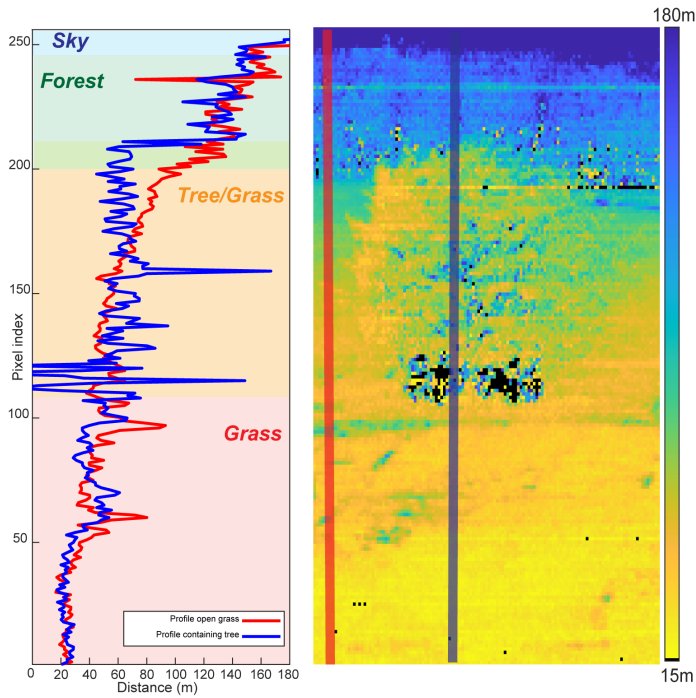 250
200
150
100
50
Pixel index
Sky
Forest
Tree/Grass
Grass
Profile open grass
Profile containing tree
0 20 40 60 80 100 120 140 160 180
Distance (m)
180m
15m